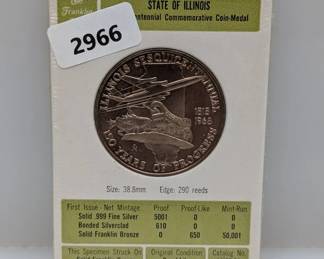 The Franklin
STATE OF ILLINOIS
centennial Commemorative Coin-Medal
2966
ILLINOIS SESQUICENTENNIAL
1818
1968
150 YEARS OF PROGRESS
Size: 38.8mm Edge: 290 reeds
First Issue - Net Mintage Proof Proof-Like Mint-Run
Solid .999 Fine Silver 5001 0 0
Bonded Silverclad 610 0 0
Solid Franklin Bronze 0 650 50,001
This Specimen Struck On Original Condition Catalog No.